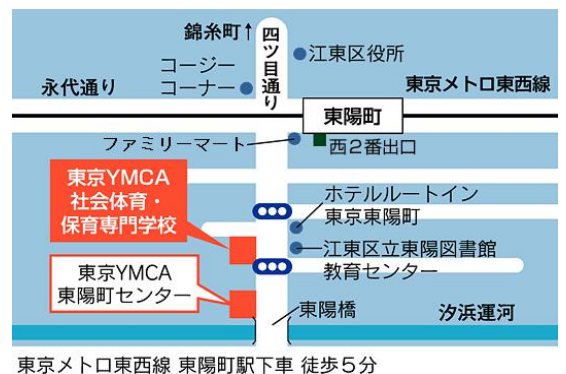 錦糸町↑
四ツ目通り
江東区役所
コージー
コーナー
永代通り
東京メトロ東西線
東陽町
ファミリーマート
西2番出口
東京YMCA
社会体育・
保育専門学校
ホテルルートイン
東京東陽町
江東区立東陽図書館
教育センター
東京YMCA
東陽町センター
東陽橋
汐浜運河
東京メトロ東西線 東陽町駅下車 徒歩5分